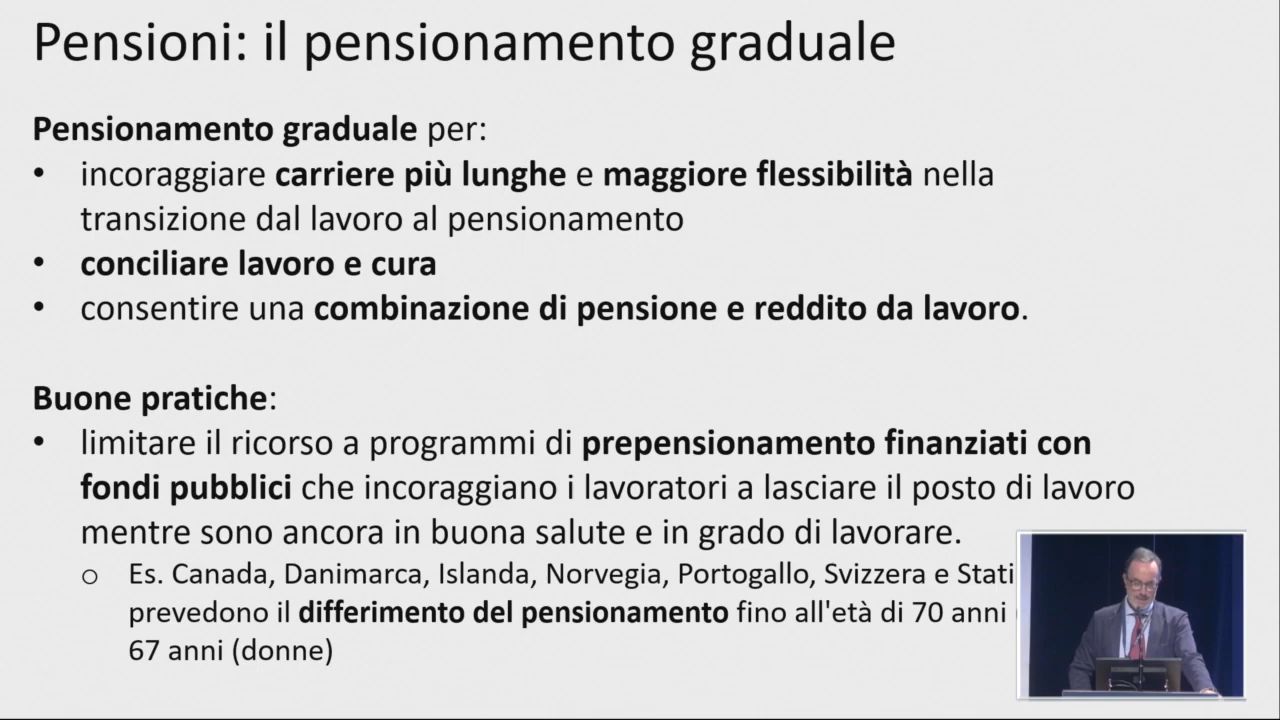 Pensioni: il pensionamento graduale
Pensionamento graduale per:
• incoraggiare carriere più lunghe e maggiore flessibilità nella
transizione dal lavoro al pensionamento
• conciliare lavoro e cura
• consentire una combinazione di pensione e reddito da lavoro.
Buone pratiche:
• limitare il ricorso a programmi di prepensionamento finanziati con
fondi pubblici che incoraggiano i lavoratori a lasciare il posto di lavoro
mentre sono ancora in buona salute e in grado di lavorare.
o Es. Canada, Danimarca, Islanda, Norvegia, Portogallo, Svizzera e Stati
prevedono il differimento del pensionamento fino all'età di 70 anni
67 anni (donne)